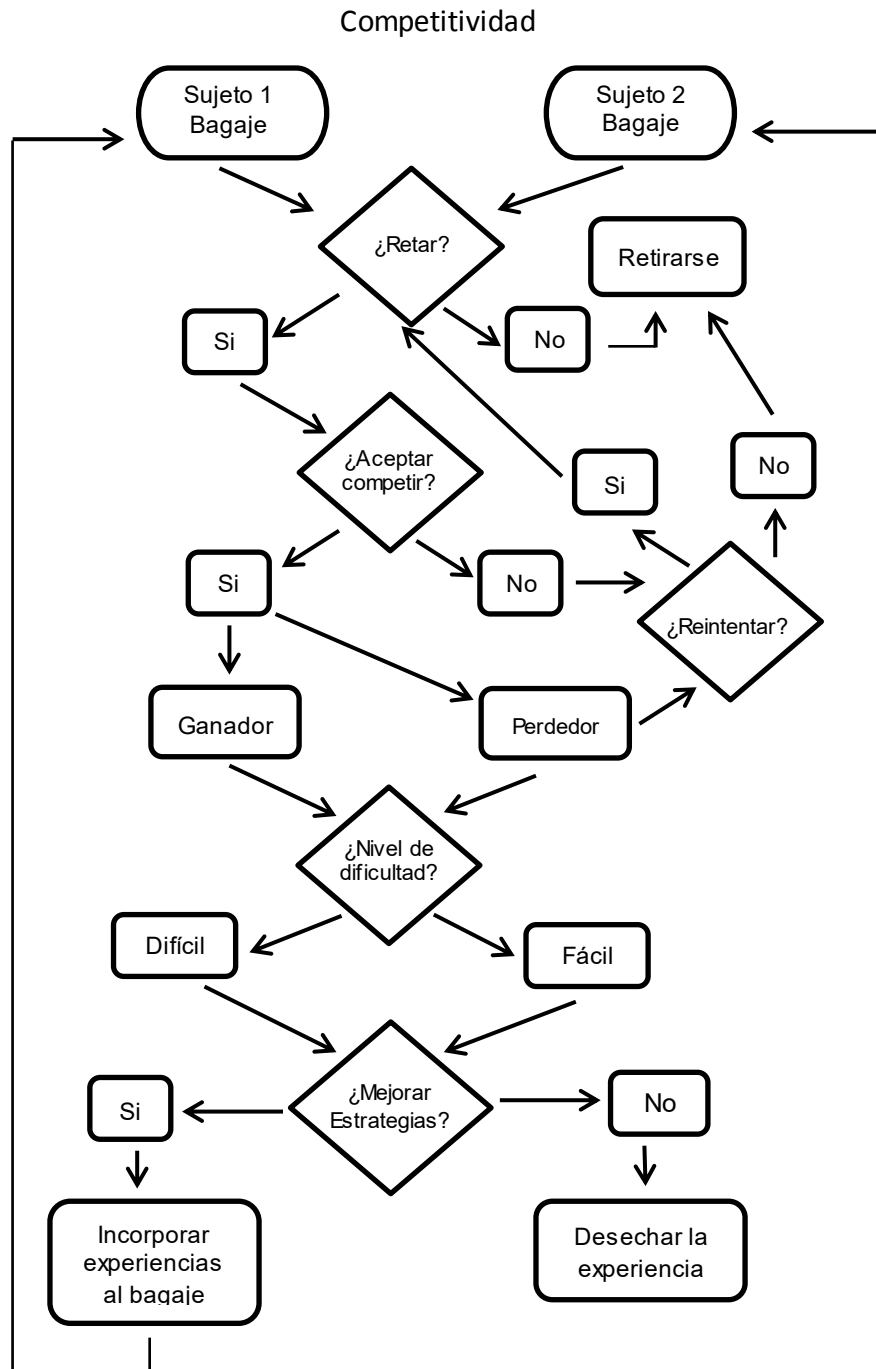 Competitividad
Sujeto 1
Bagaje
Sujeto 2
Bagaje
¿Retar?
Retirarse
Si
No
¿Aceptar
competir?
Si
No
Si
No
¿Reintentar?
Ganador
Perdedor
¿Nivel de
dificultad?
Difícil
Fácil
¿Mejorar
Estrategias?
Si
No
Incorporar
experiencias
al bagaje
Desechar la
experiencia